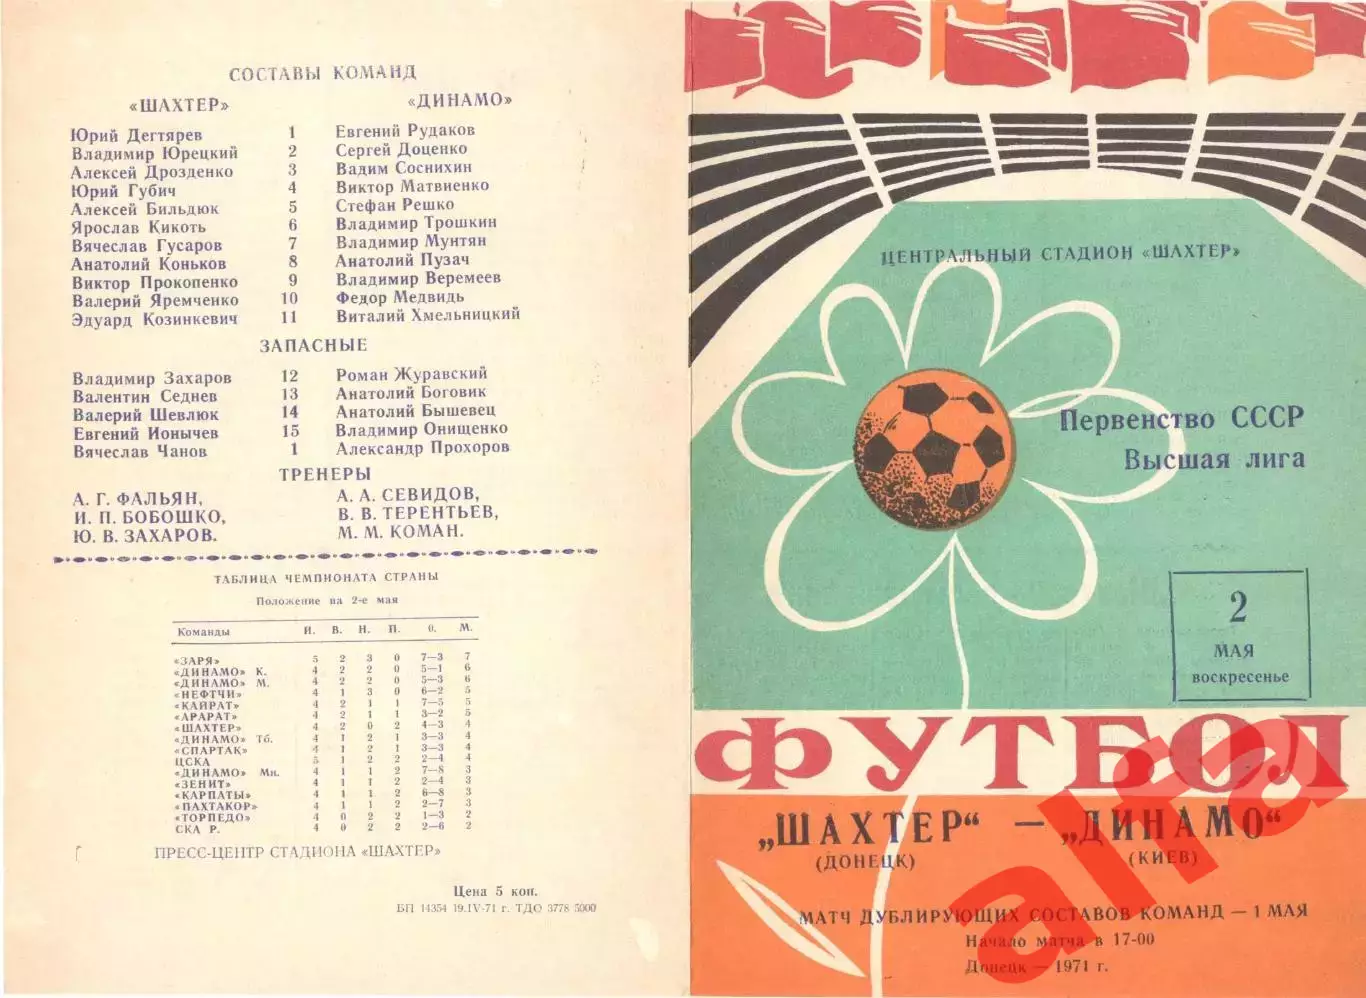 СОСТАВЫ КОМАНД
«ШАХТЕР» «ДИНАМО»
Юрий Дегтярев 1 Евгений Рудаков
Владимир Юрецкий 2 Сергей Доценко
Алексей Дрозденко 3 Вадим Соснихин
Юрий Губич 4 Виктор Матвиенко
Алексей Бильдюк 5 Стефан Решко
Ярослав Кикоть 6 Владимир Трошкин
Вячеслав Гусаров 7 Владимир Мунтян
Анатолий Коньков 8 Анатолий Пузач
Виктор Прокопенко 9 Владимир Веремеев
Валерий Яремченко 10 Федор Медвидь
Эдуард Козинкевич 11 Виталий Хмельницкий
ЗАПАСНЫЕ
Владимир Захаров 12 Роман Журавский
Валентин Седнев 13 Анатолий Боговик
Валерий Шевлюк 14 Анатолий Бышевец
Евгений Ионычев 15 Владимир Онищенко
Вячеслав Чанов 1 Александр Прохоров
ТРЕНЕРЫ
А. Г. ФАЛЬЯН, А. А. СЕВИДОВ,
И. П. БОБОШКО, В. В. ТЕРЕНТЬЕВ,
Ю. В. ЗАХАРОВ. М. М. КОМАН.
ТАБЛИЦА ЧЕМПИОНАТА СТРАНЫ
Положение на 2-е мая
Команды И. В. Н. П. О. М.
«ЗАРЯ» 5 2 3 0 7—3 7
«ДИНАМО» К. 4 2 2 0 5—1 6
«ДИНАМО» М. 4 2 2 0 5—3 6
«НЕФТЧИ» 4 1 3 0 6—2 5
«КАЙРАТ» 4 2 1 1 7—5 5
«АРАРАТ» 4 2 1 1 3—2 5
«ШАХТЕР» 4 2 0 2 4—3 4
«ДИНАМО» Тб. 4 1 2 1 3—3 4
«СПАРТАК» 4 1 2 1 3—3 4
ЦСКА 5 1 2 2 2—4 4
«ДИНАМО» Мн. 4 1 1 2 7—8 3
«ЗЕНИТ» 4 1 1 2 2—4 3
«КАРПАТЫ» 4 1 1 2 6—8 3
«ПАХТАКОР» 4 1 1 2 2—7 3
«ТОРПЕДО» 4 0 2 2 1—3 2
СКА Р. 4 0 2 2 2—6 2
ПРЕСС-ЦЕНТР СТАДИОНА «ШАХТЕР»
Цена 5 коп.
БП 14354 19.IV-71 г. ТДО 3778 5000
ЦЕНТРАЛЬНЫЙ СТАДИОН «ШАХТЕР»
Первенство СССР
Высшая лига
2
МАЯ
воскресенье
ФУТБОЛ
„ШАХТЕР“ — „ДИНАМО“
(ДОНЕЦК) (КИЕВ)
МАТЧ ДУБЛИРУЮЩИХ СОСТАВОВ КОМАНД — 1 МАЯ
Начало матча в 17-00
Донецк — 1971 г.
alfa